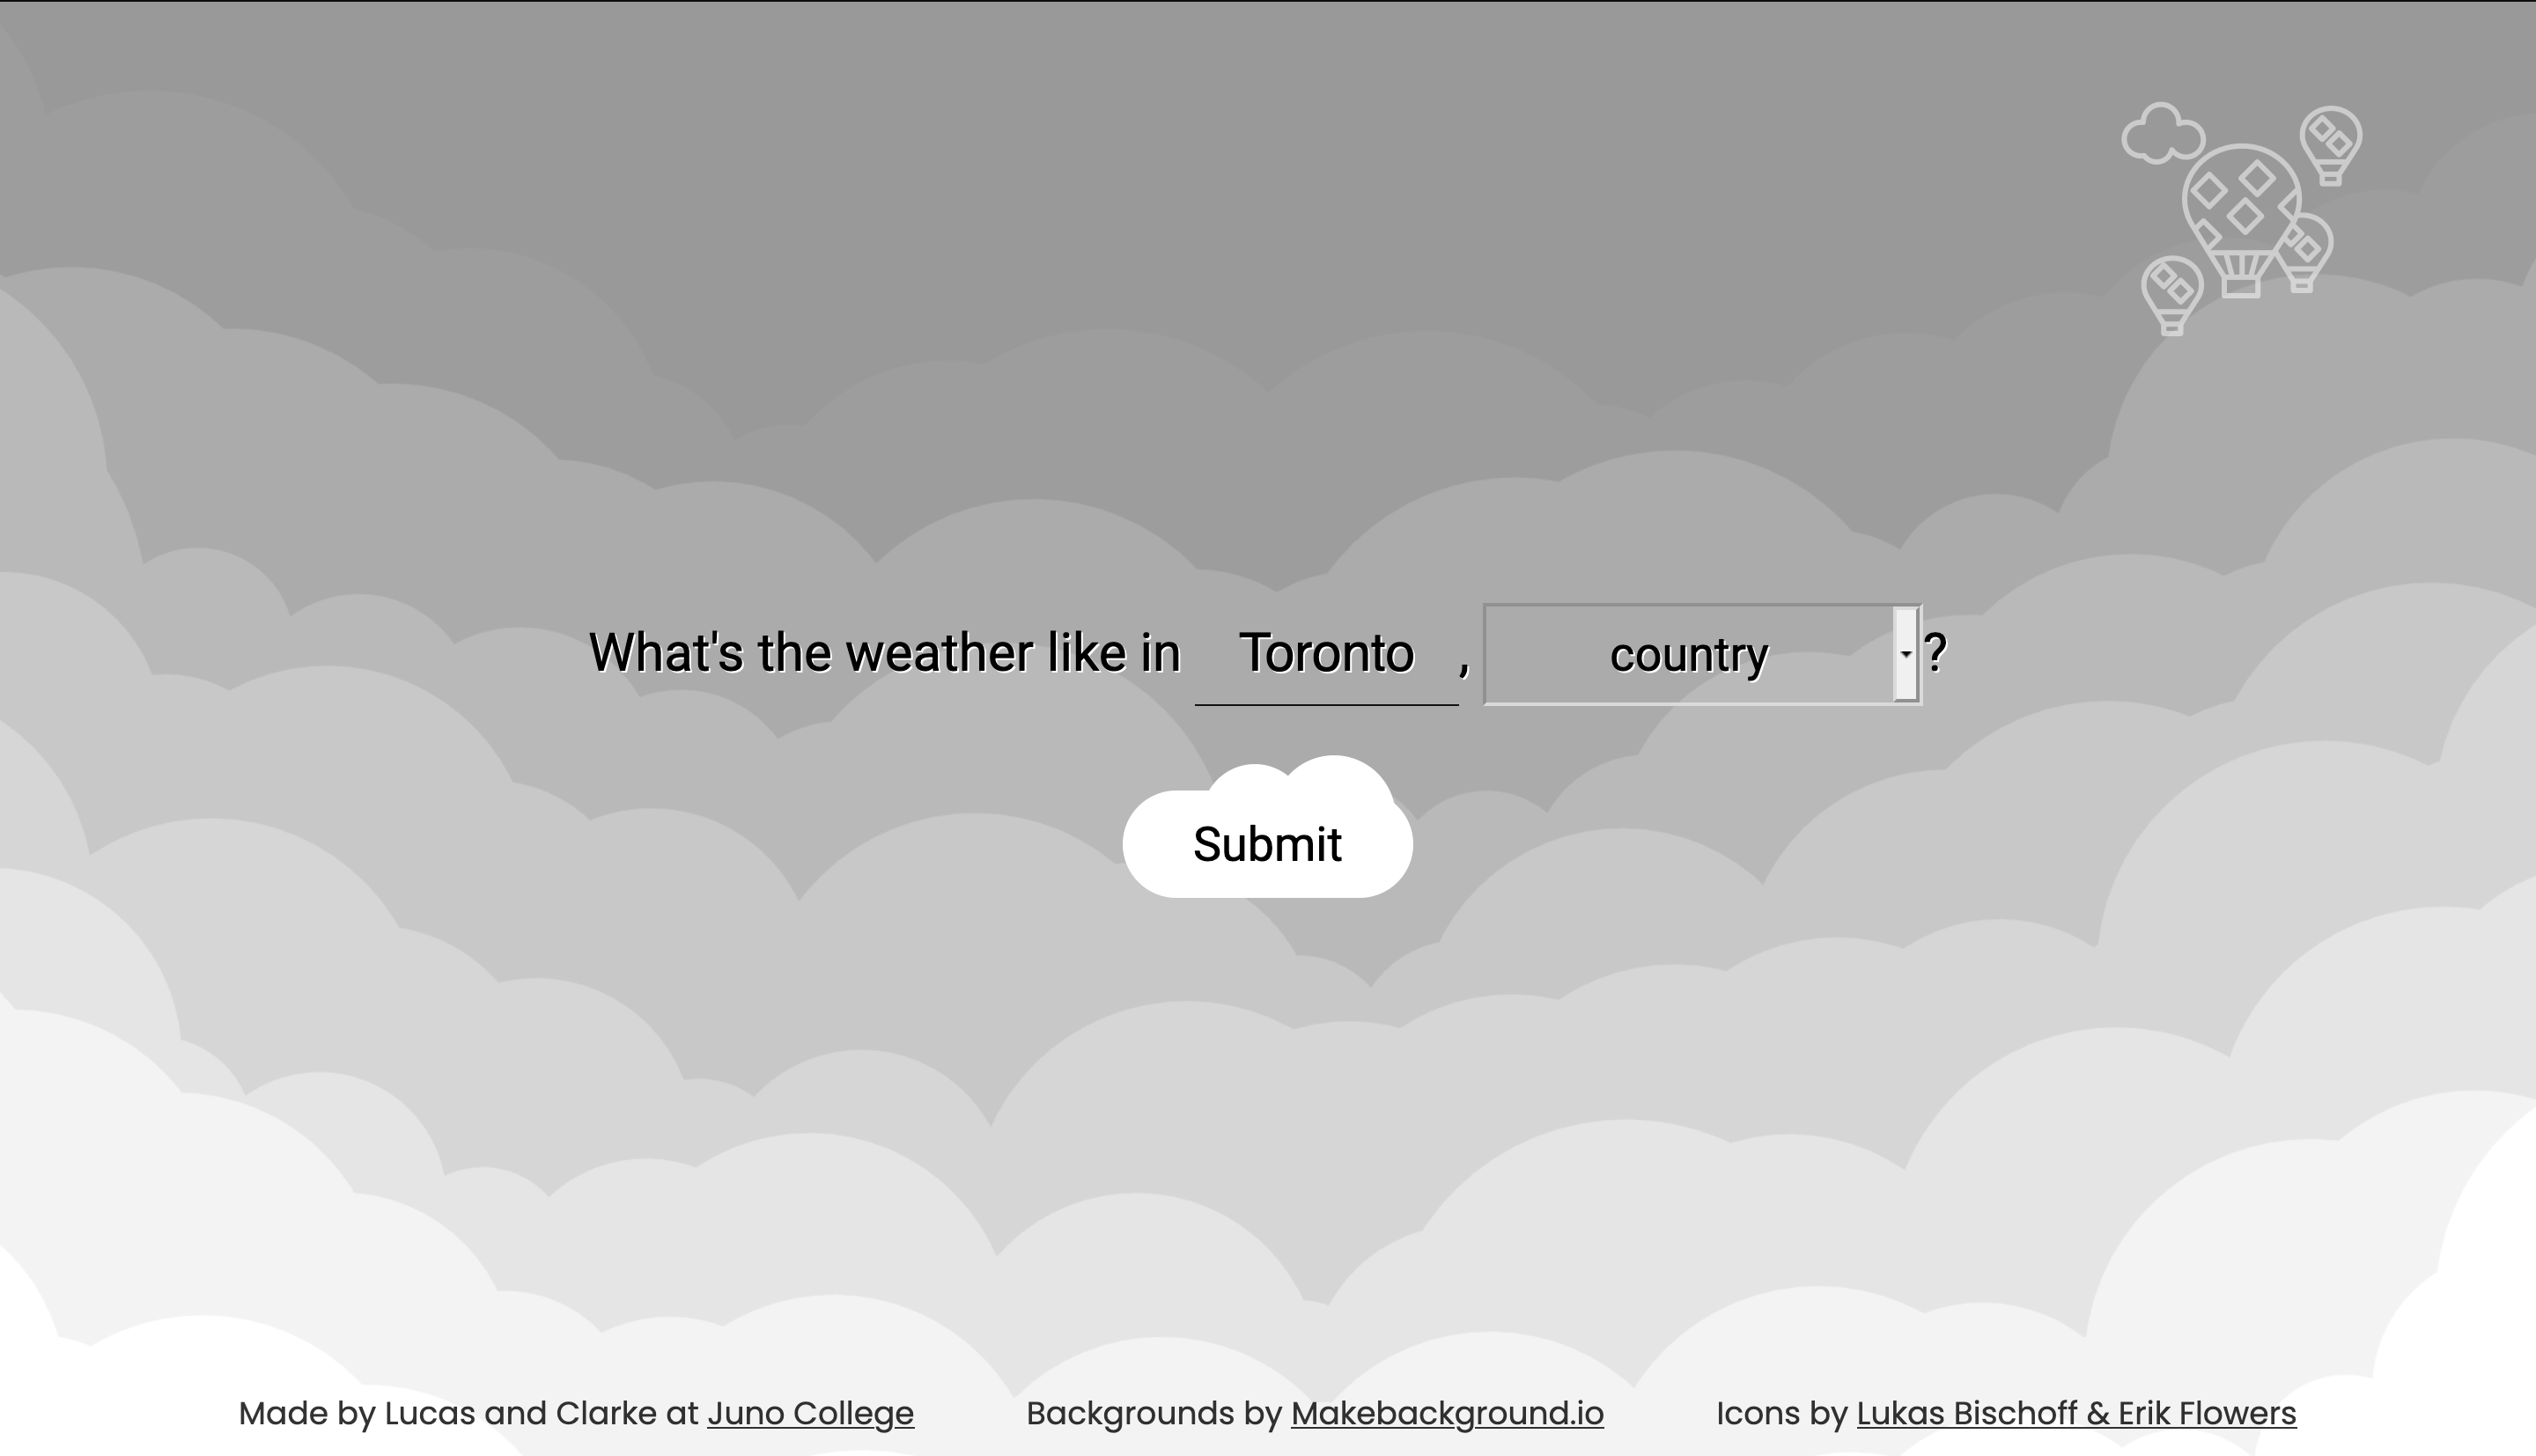 What's the weather like in Toronto , country ?
Submit
Made by Lucas and Clarke at Juno College Backgrounds by Makebackground.io Icons by Lukas Bischoff & Erik Flowers